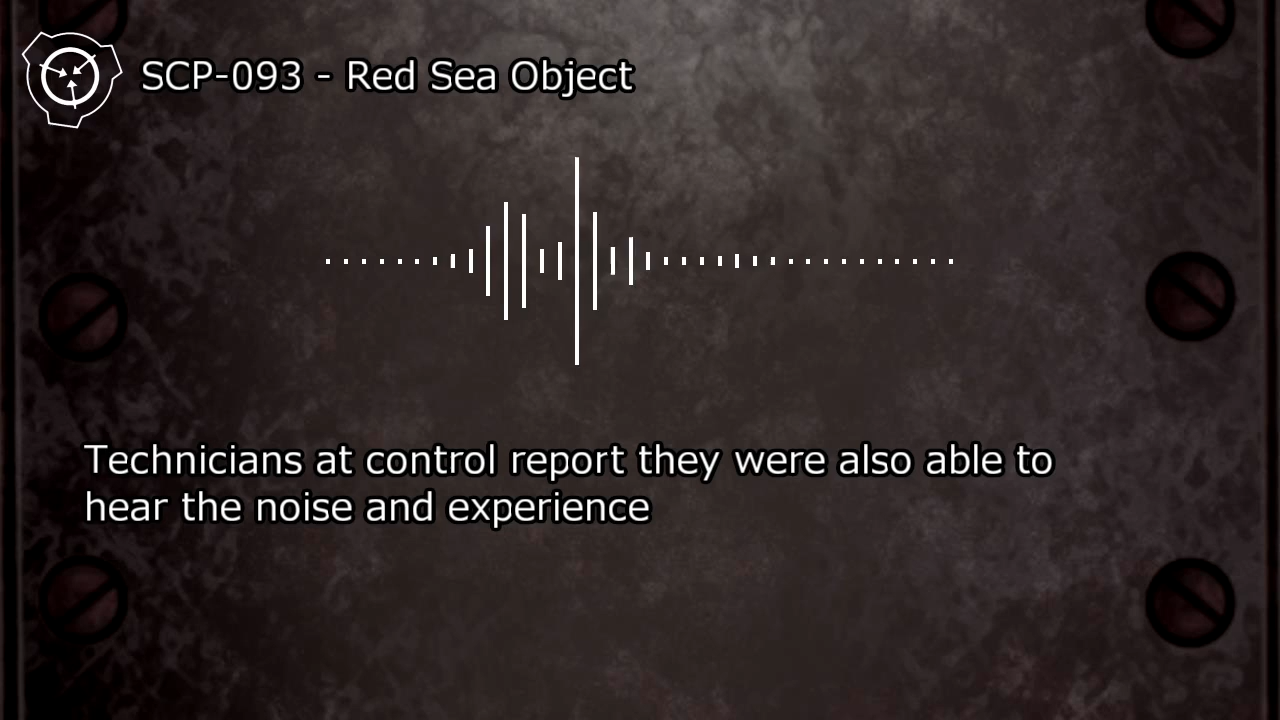 SCP-093 - Red Sea Object
Technicians at control report they were also able to
hear the noise and experience